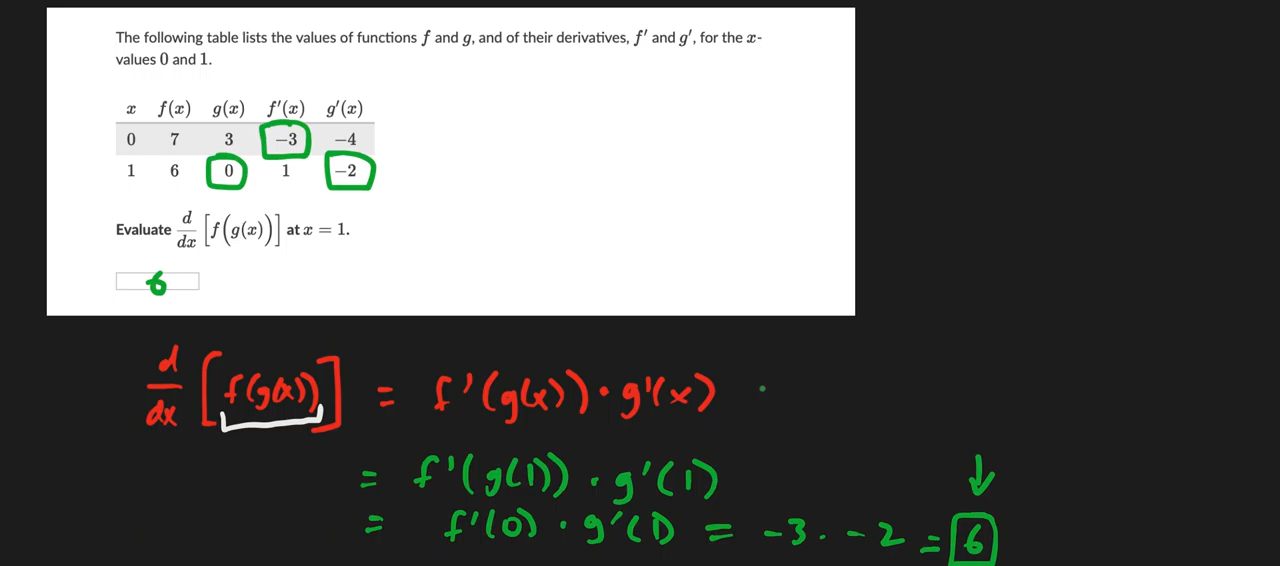 The following table lists the values of functions f and g, and of their derivatives, f′ and g′, for the x-
values 0 and 1.
x f(x) g(x) f′(x) g′(x)
0 7 3 −3 −4
1 6 0 1 −2
Evaluate d/dx [f(g(x))] at x = 1.
6
d/dx [f(g(x))] = f'(g(x)) · g'(x)
= f'(g(1)) · g'(1)
= f'(0) · g'(1) = -3 · -2 = 6